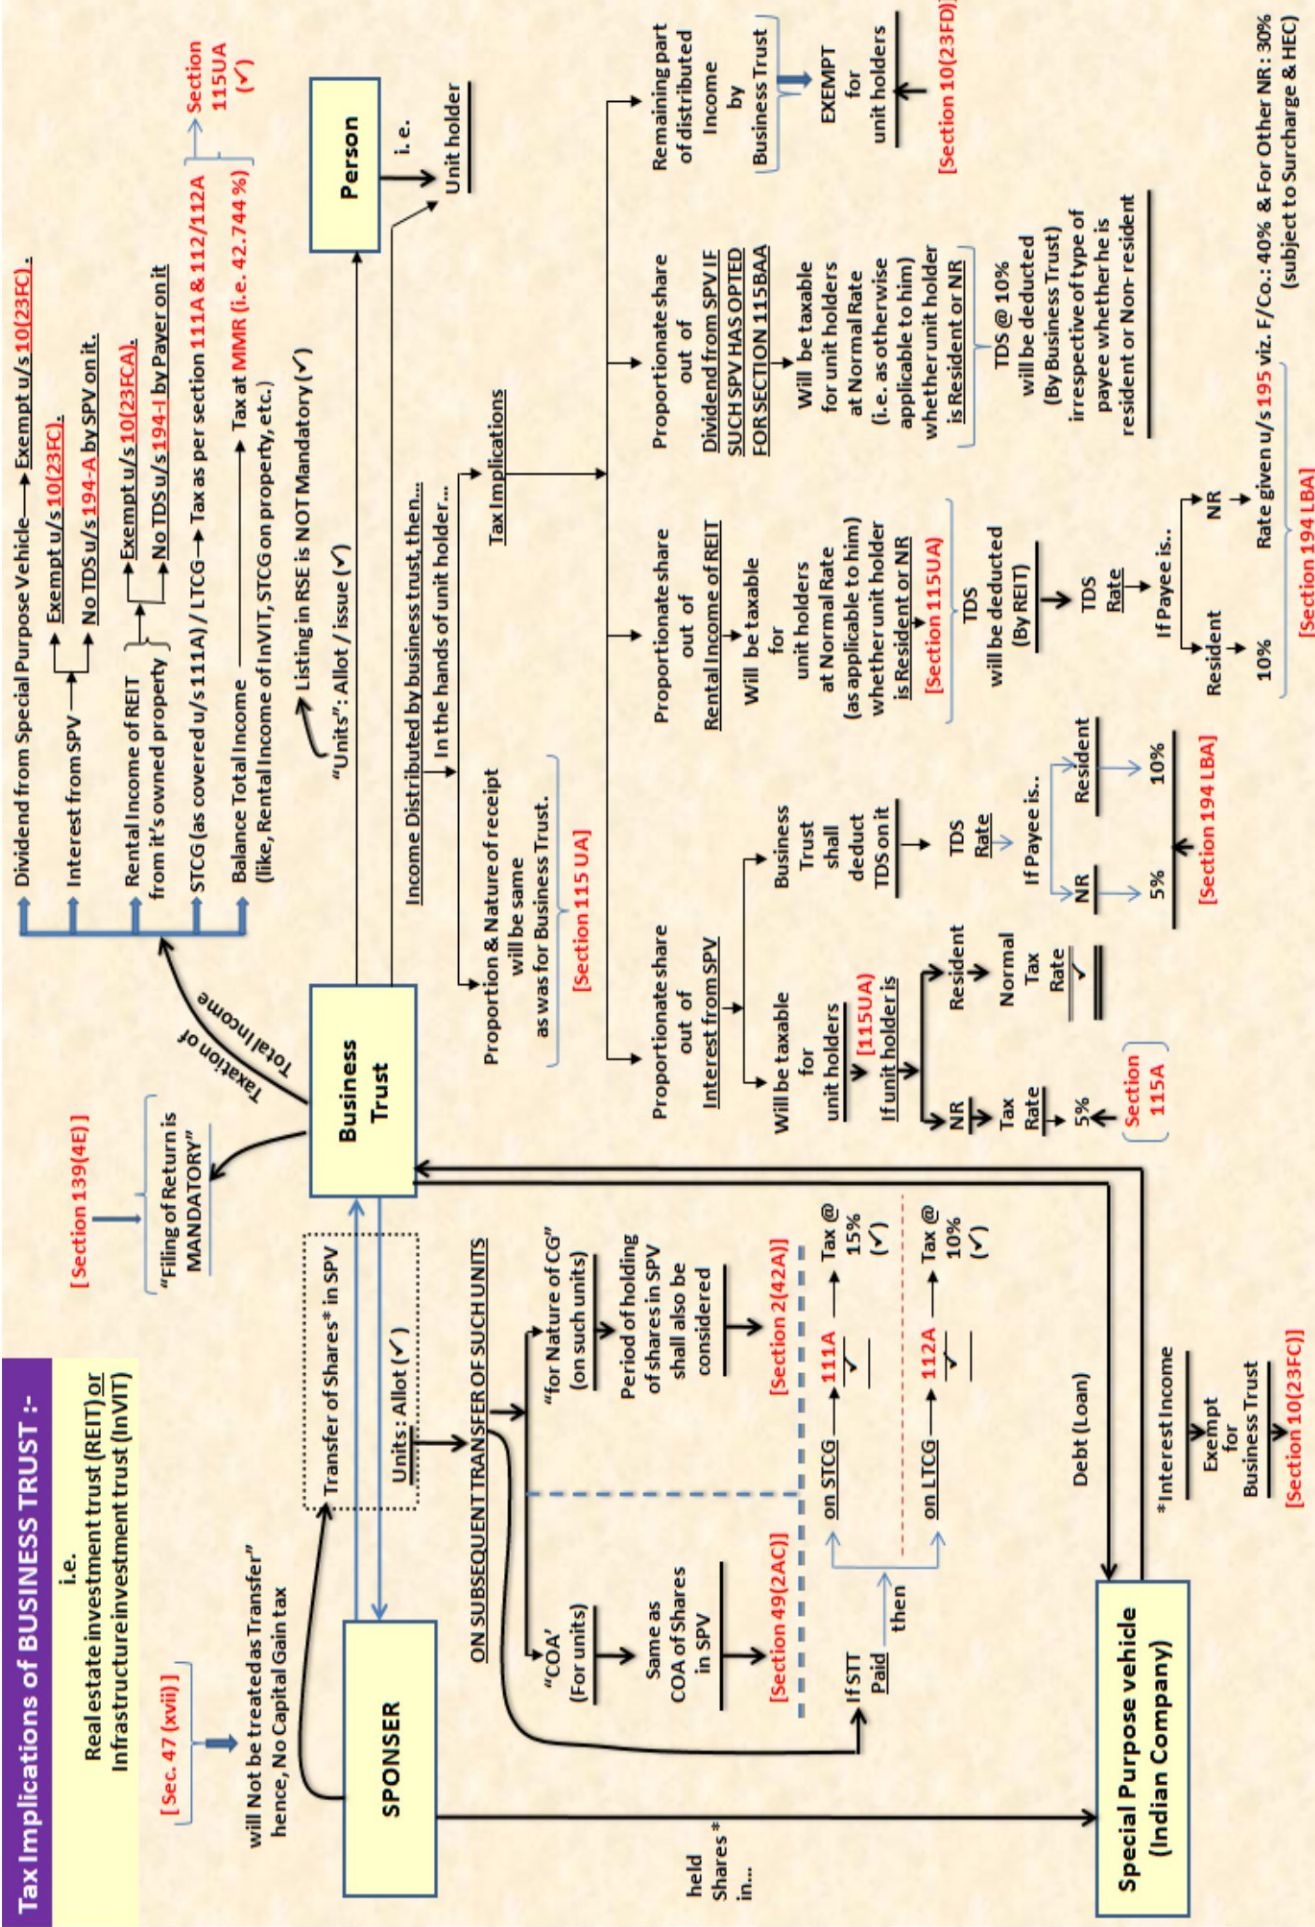 Tax Implications of BUSINESS TRUST :-
i.e.
Real estate investment trust (REIT) or
Infrastructure investment trust (InVIT)
[Sec. 47 (xvii) ]
will Not be treated as Transfer”
hence, No Capital Gain tax
SPONSER
held
Shares *
in...
Special Purpose vehicle
(Indian Company)
[Section 139(4E) ]
“Filing of Return is
MANDATORY”
Transfer of Shares* in SPV
Units : Allot (✓)
ON SUBSEQUENT TRANSFER OF SUCH UNITS
“COA’
(For units)
Same as
COA of Shares
in SPV
[Section 49(2AC)]
“for Nature of CG”
(on such units)
Period of holding
of shares in SPV
shall also be
considered
[Section 2(42A)]
If STT
Paid
then
on STCG
111A
✓
Tax @
15%
(✓)
on LTCG
112A
✓
Tax @
10%
(✓)
Debt (Loan)
*Interest Income
Exempt
for
Business Trust
[Section 10(23FC)]
Business
Trust
Taxation of
Total Income
Dividend from Special Purpose Vehicle
Exempt u/s 10(23FC).
Interest from SPV
Exempt u/s 10(23FC).
No TDS u/s 194-A by SPV on it.
Rental Income of REIT
from it’s owned property
Exempt u/s 10(23FCA).
No TDS u/s 194-I by Payer on it
STCG (as covered u/s 111A) / LTCG
Tax as per section 111A & 112/112A
Balance Total Income
Tax at MMR (i.e. 42.744 %)
(like, Rental Income of InVIT, STCG on property, etc.)
Section
115UA
(✓)
“Units”: Allot / issue (✓)
Listing in RSE is NOT Mandatory (✓)
Person
i. e.
Unit holder
Income Distributed by business trust, then...
In the hands of unit holder...
Proportion & Nature of receipt
will be same
as was for Business Trust.
[Section 115 UA]
Tax Implications
Proportionate share
out of
Interest from SPV
Will be taxable
for
unit holders
[115UA)
If unit holder is
NR
Tax
Rate
5%
Section
115A
Resident
Normal
Tax
Rate
✓
Business
Trust
shall
deduct
TDS on it
TDS
Rate
If Payee is..
NR
5%
Resident
10%
[Section 194 LBA]
Proportionate share
out of
Rental Income of REIT
Will be taxable
for
unit holders
at Normal Rate
(as applicable to him)
whether unit holder
is Resident or NR
[Section 115UA)
TDS
will be deducted
(By REIT)
TDS
Rate
If Payee is..
Resident
10%
NR
Rate given u/s 195 viz. F/Co.: 40% & For Other NR: 30%
(subject to Surcharge & HEC)
[Section 194 LBA]
Proportionate share
out of
Dividend from SPV IF
SUCH SPV HAS OPTED
FOR SECTION 115BAA
Will be taxable
for unit holders
at Normal Rate
(i.e. as otherwise
applicable to him)
whether unit holder
is Resident or NR
TDS @ 10%
will be deducted
(By Business Trust)
irrespective of type of
payee whether he is
resident or Non- resident
Remaining part
of distributed
Income
by
Business Trust
EXEMPT
for
unit holders
[Section 10(23FD)]